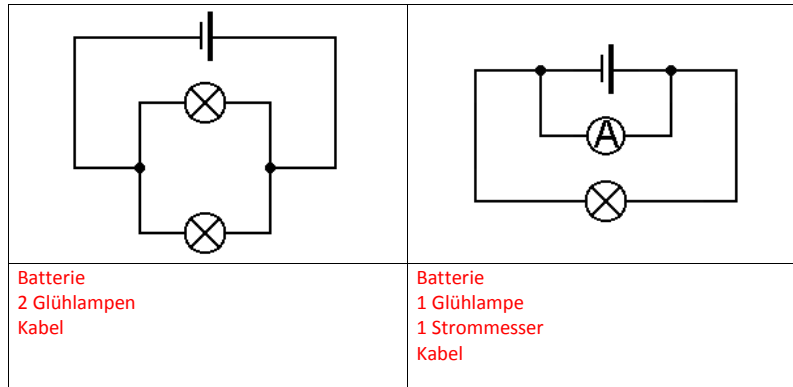 A
Batterie
2 Glühlampen
Kabel
Batterie
1 Glühlampe
1 Strommesser
Kabel